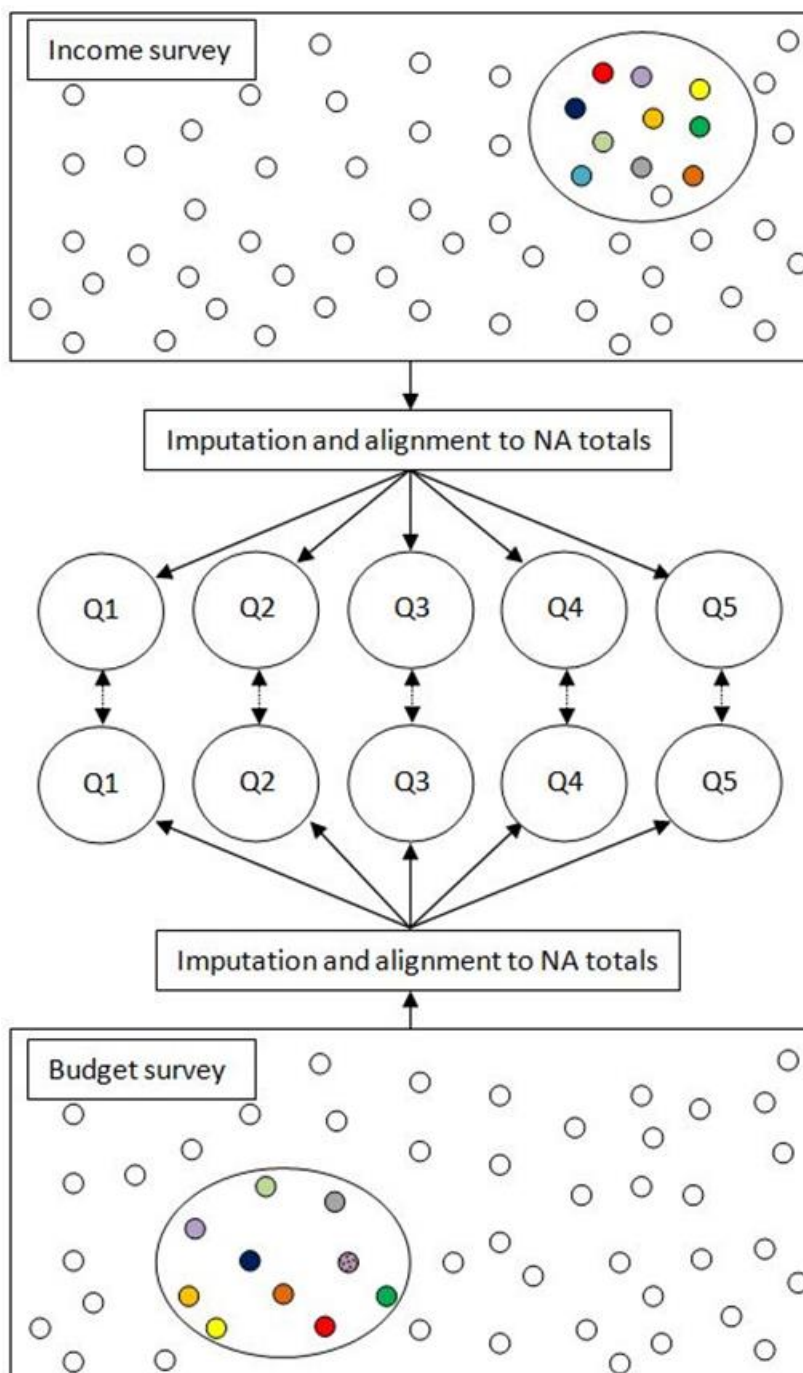 Income survey
Imputation and alignment to NA totals
Q1 Q2 Q3 Q4 Q5
Q1 Q2 Q3 Q4 Q5
Imputation and alignment to NA totals
Budget survey